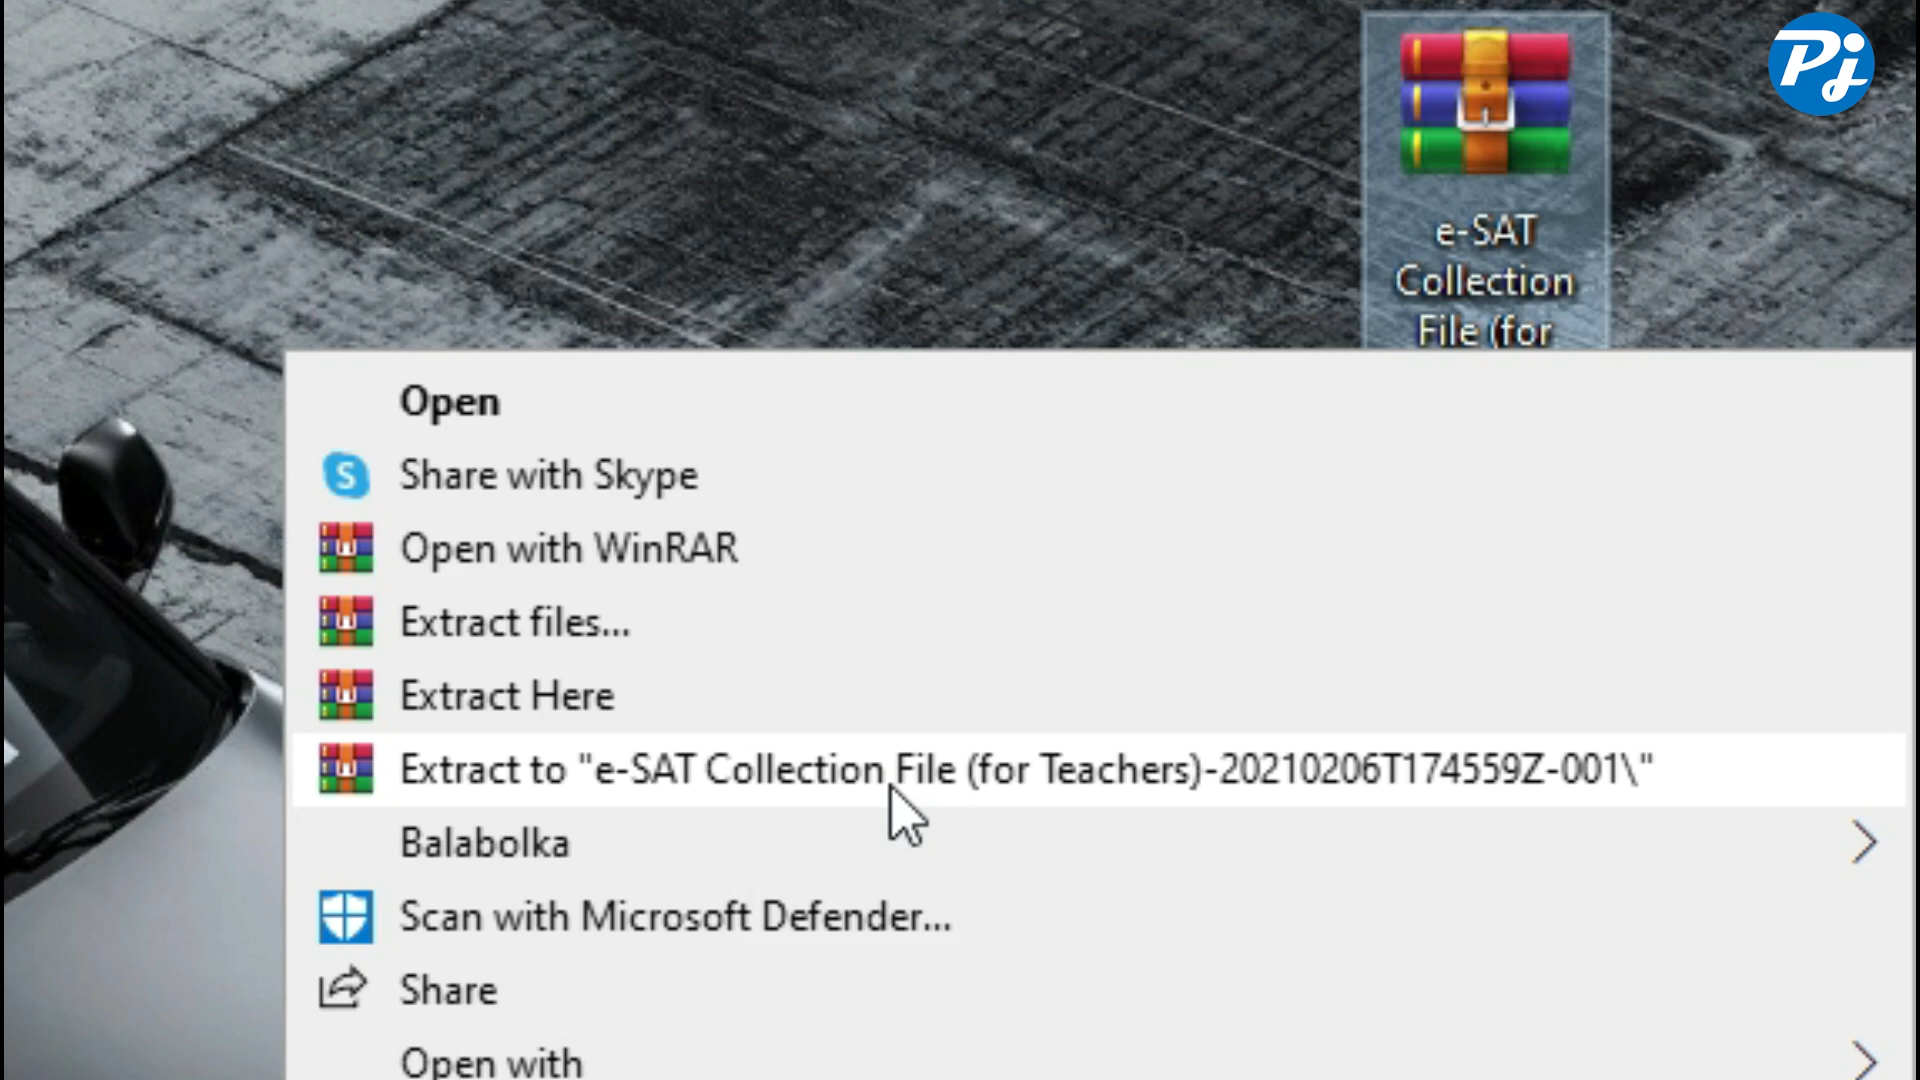 Pj
e-SAT
Collection
File (for
Open
Share with Skype
Open with WinRAR
Extract files...
Extract Here
Extract to "e-SAT Collection File (for Teachers)-20210206T174559Z-001\"
Balabolka
Scan with Microsoft Defender...
Share
Open with